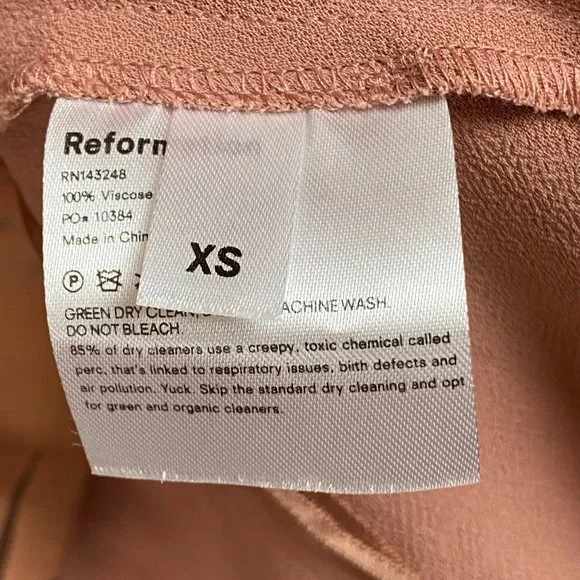 Reforn
RN143248
100% Viscose
PO# 10384
Made in Chin
XS
P
GREEN DRY CLEAN, ACHINE WASH.
DO NOT BLEACH.
85% of dry cleaners use a creepy, toxic chemical called
perc, that's linked to respiratory issues, birth defects and
air pollution. Yuck. Skip the standard dry cleaning and opt
for green and organic cleaners.